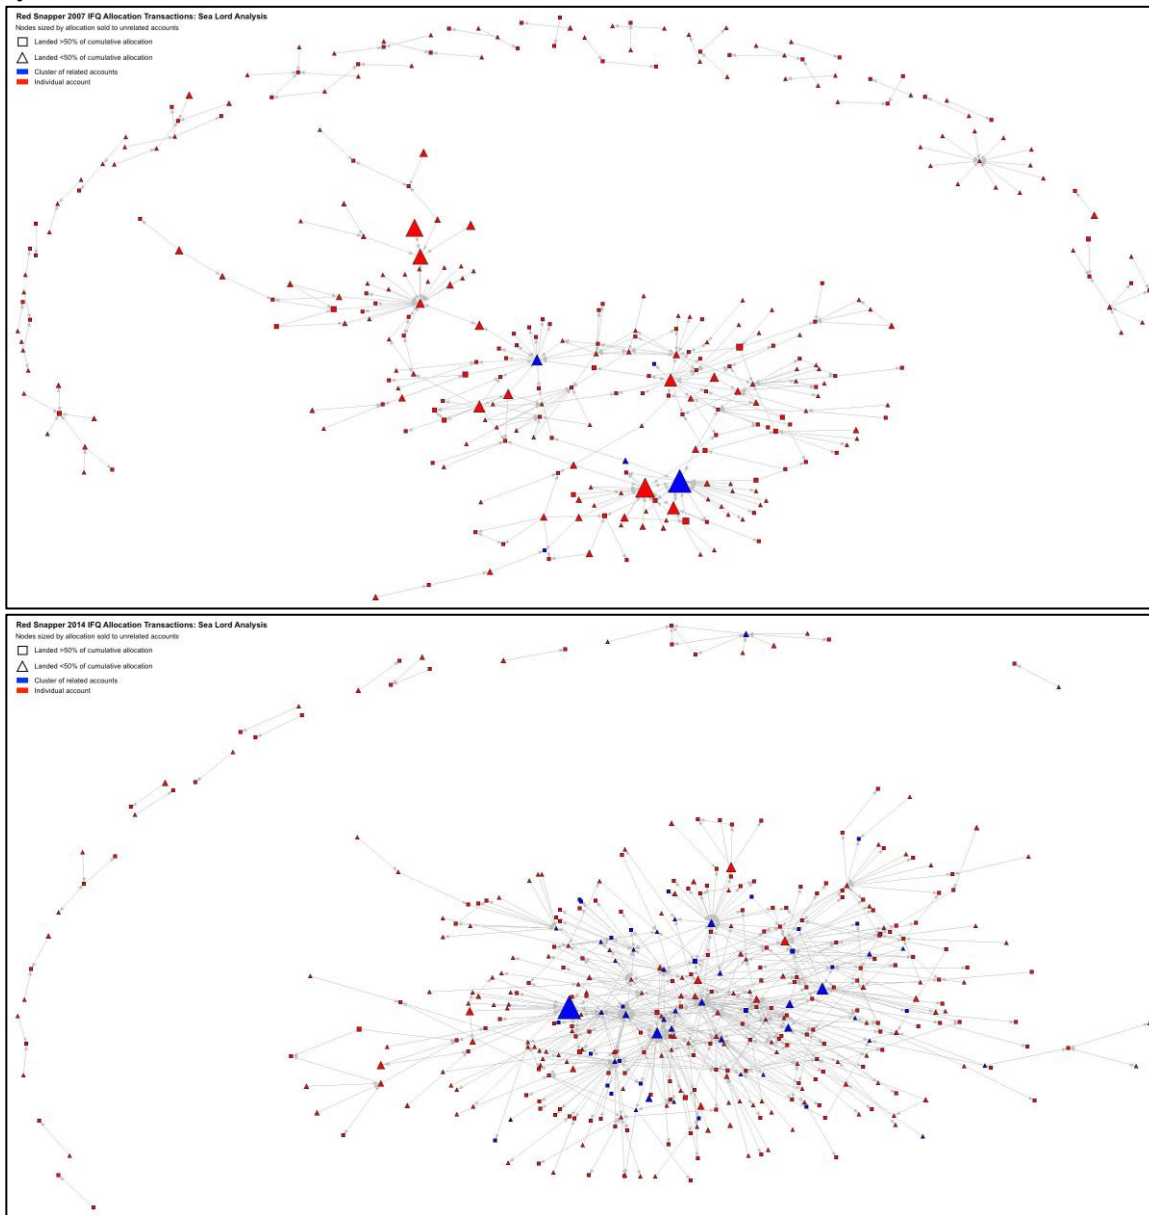 Red Snapper 2007 IFQ Allocation Transactions: Sea Lord Analysis
Nodes sized by allocation sold to unrelated accounts
Landed >50% of cumulative allocation
Landed <50% of cumulative allocation
Cluster of related accounts
Individual account
Red Snapper 2014 IFQ Allocation Transactions: Sea Lord Analysis
Nodes sized by allocation sold to unrelated accounts
Landed >50% of cumulative allocation
Landed <50% of cumulative allocation
Cluster of related accounts
Individual account